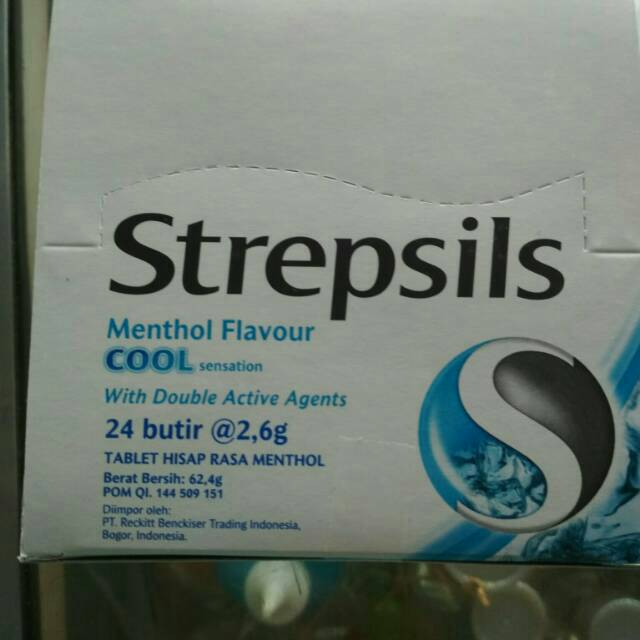 Strepsils
Menthol Flavour
COOL sensation
With Double Active Agents
24 butir @2,6g
TABLET HISAP RASA MENTHOL
Berat Bersih: 62,4g
POM QI. 144 509 151
Diimpor oleh:
PT. Reckitt Benckiser Trading Indonesia,
Bogor, Indonesia.